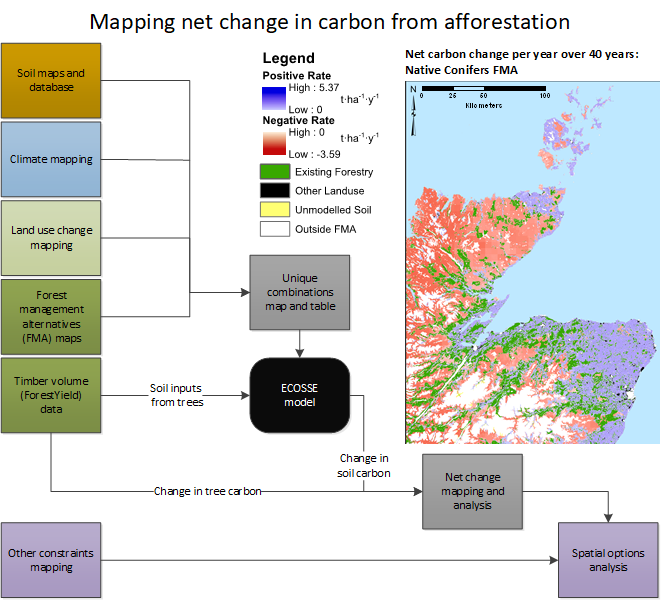 Mapping net change in carbon from afforestation
Soil maps and
database
Climate mapping
Land use change
mapping
Forest
management
alternatives
(FMA) maps
Timber volume
(ForestYield)
data
Other constraints
mapping
Soil inputs
from trees
Unique
combinations
map and table
ECOSSE
model
Change in
soil carbon
Change in tree carbon
Net change
mapping and
analysis
Spatial options
analysis
Legend
Positive Rate
High : 5.37
t·ha⁻¹·y⁻¹
Low : 0
Negative Rate
High : 0
t·ha⁻¹·y⁻¹
Low : -3.59
Existing Forestry
Other Landuse
Unmodelled Soil
Outside FMA
Net carbon change per year over 40 years:
Native Conifers FMA
N
0 25 50 100
Kilometers